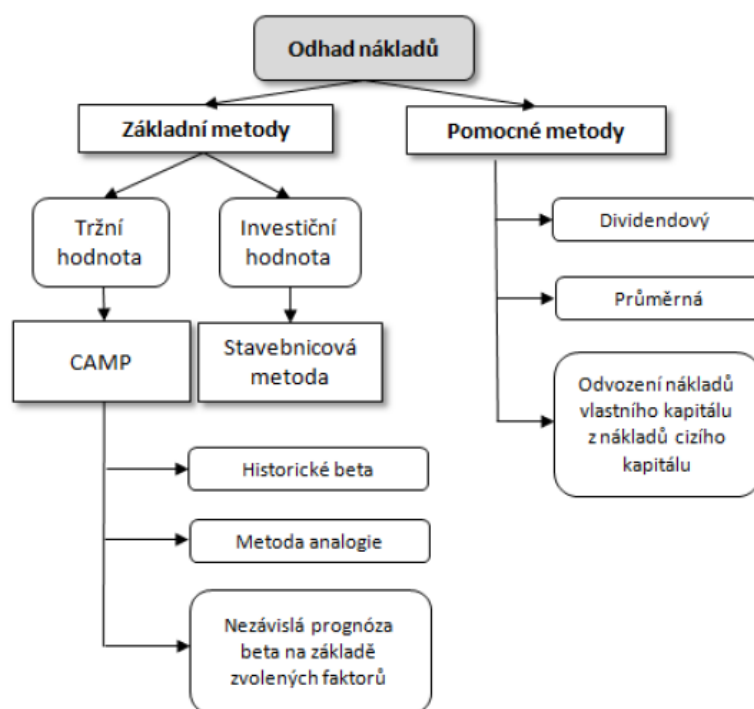 Odhad nákladů
Základní metody
Pomocné metody
Tržní
hodnota
Investiční
hodnota
Dividendový
Průměrná
CAMP
Stavebnicová
metoda
Odvození nákladů
vlastního kapitálu
z nákladů cizího
kapitálu
Historické beta
Metoda analogie
Nezávislá prognóza
beta na základě
zvolených faktorů